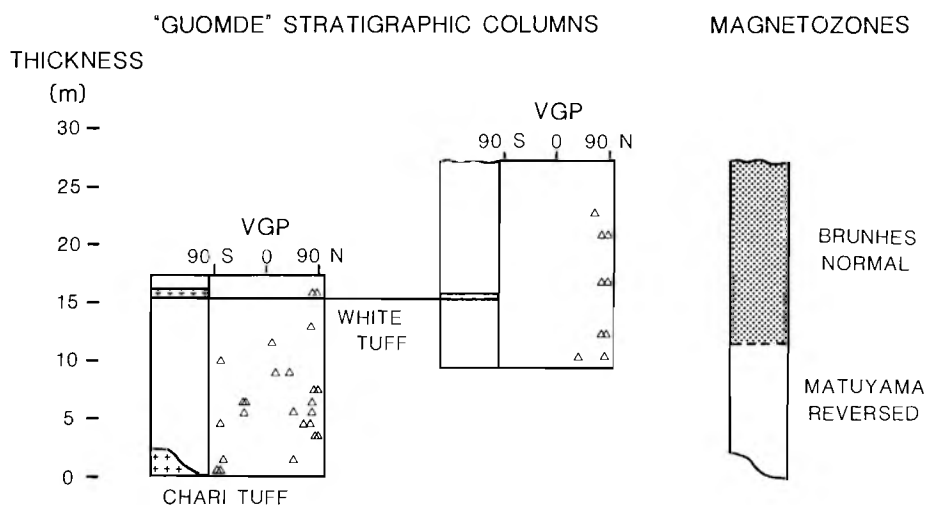 "GUOMDE" STRATIGRAPHIC COLUMNS
MAGNETOZONES
THICKNESS
(m)
30
25
20
15
10
5
0
VGP
90 S 0 90 N
VGP
90 S 0 90 N
WHITE
TUFF
CHARI TUFF
BRUNHES
NORMAL
MATUYAMA
REVERSED